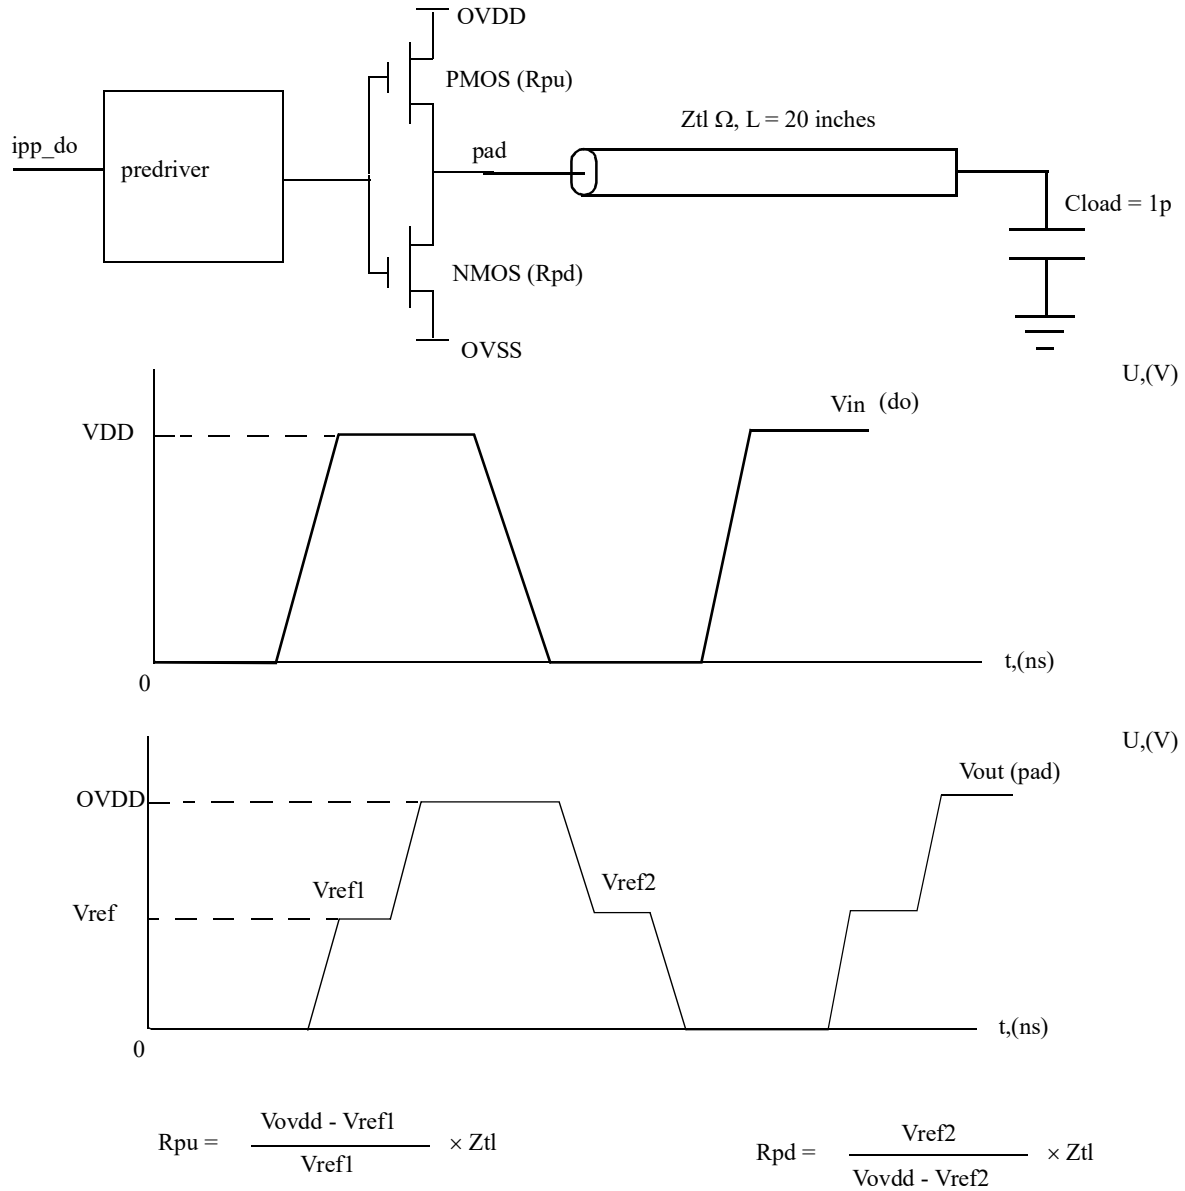 OVDD
PMOS (Rpu)
Ztl Ω, L = 20 inches
ipp_do
predriver
pad
Cload = 1p
NMOS (Rpd)
OVSS
U,(V)
VDD
Vin (do)
t,(ns)
0
U,(V)
Vout (pad)
OVDD
Vref1
Vref2
Vref
t,(ns)
0
Rpu = Vovdd - Vref1 × Ztl
Vref1
Rpd = Vref2 × Ztl
Vovdd - Vref2